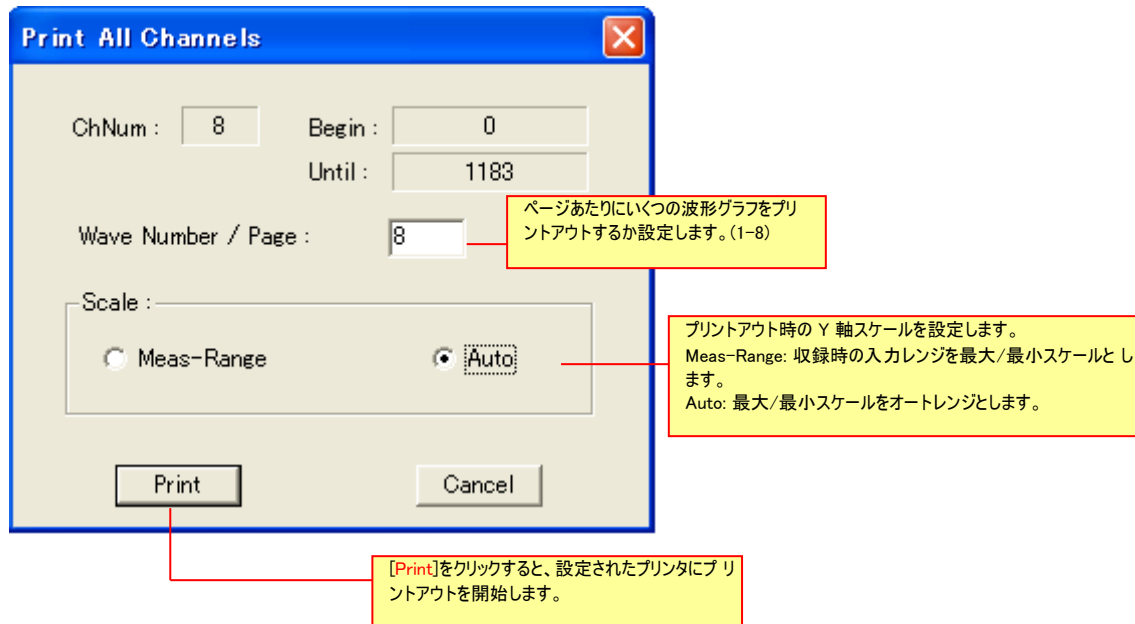 Print All Channels
ChNum : 8 Begin : 0
Until : 1183
ページあたりにいくつの波形グラフをプリ
ントアウトするか設定します。(1-8)
Wave Number / Page : 8
Scale :
Meas-Range Auto
プリントアウト時の Y 軸スケールを設定します。
Meas-Range: 収録時の入力レンジを最大/最小スケールと し
ます。
Auto: 最大/最小スケールをオートレンジとします。
Print Cancel
[Print]をクリックすると、設定されたプリンタにプ リ
ントアウトを開始します。